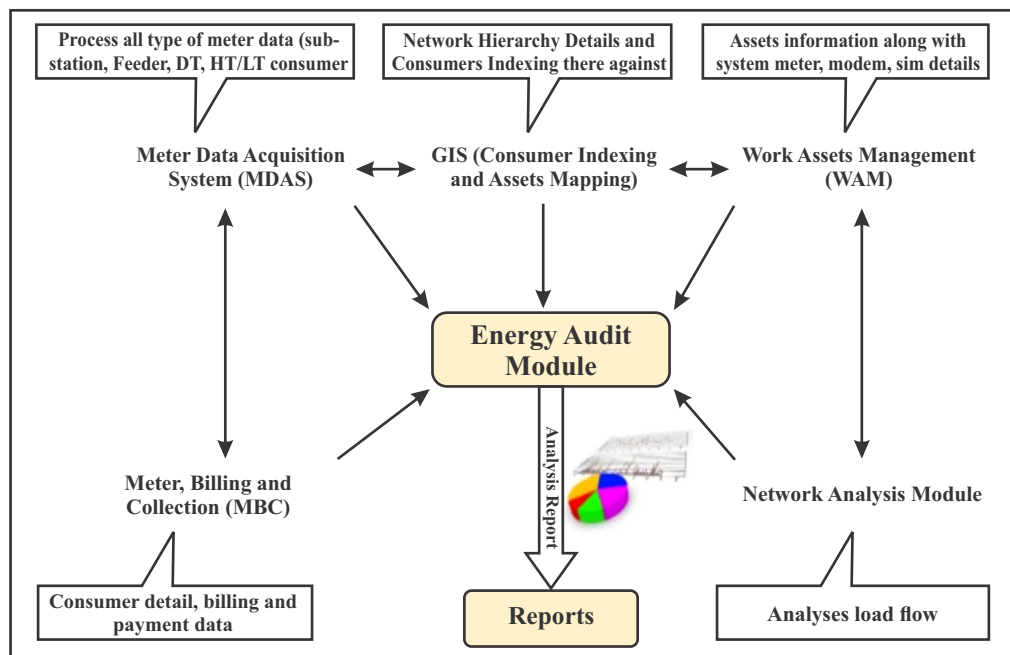 Process all type of meter data (sub-
station, Feeder, DT, HT/LT consumer
Network Hierarchy Details and
Consumers Indexing there against
Assets information along with
system meter, modem, sim details
Meter Data Acquisition
System (MDAS)
GIS (Consumer Indexing
and Assets Mapping)
Work Assets Management
(WAM)
Energy Audit
Module
Analysis Report
Meter, Billing and
Collection (MBC)
Network Analysis Module
Consumer detail, billing and
payment data
Reports
Analyses load flow